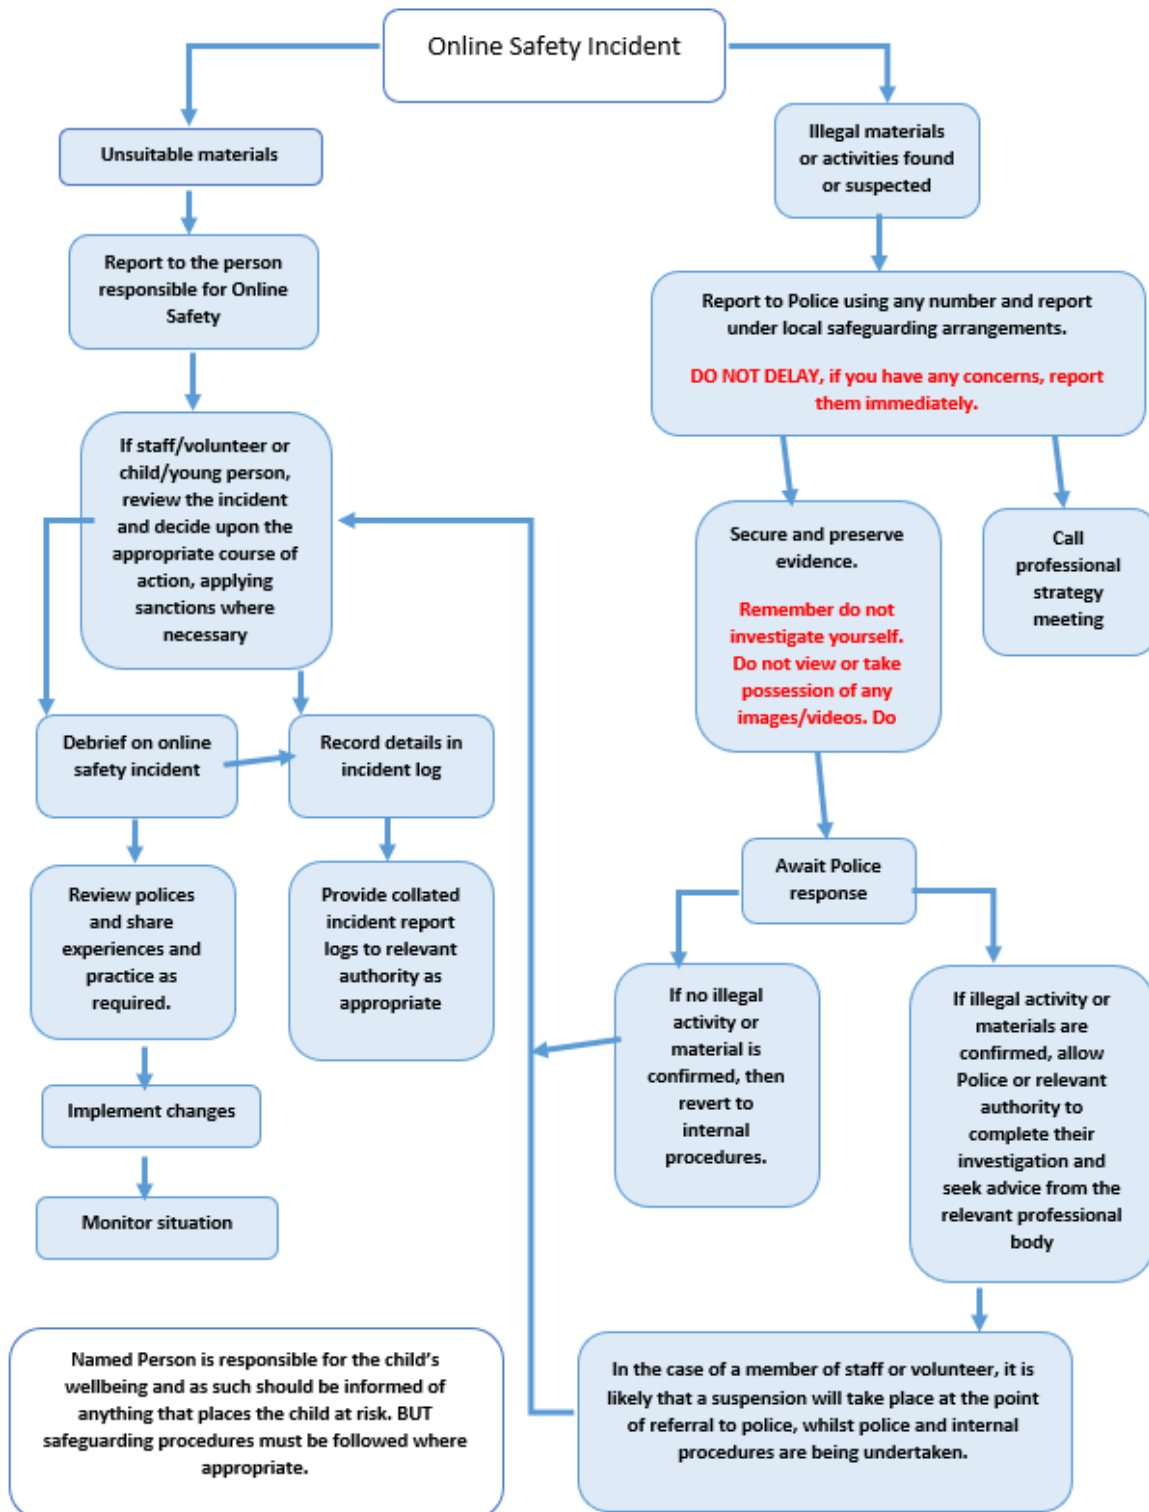 Online Safety Incident
Unsuitable materials
Illegal materials
or activities found
or suspected
Report to the person
responsible for Online
Safety
Report to Police using any number and report
under local safeguarding arrangements.
DO NOT DELAY, if you have any concerns, report
them immediately.
If staff/volunteer or
child/young person,
review the incident
and decide upon the
appropriate course of
action, applying
sanctions where
necessary
Secure and preserve
evidence.
Remember do not
investigate yourself.
Do not view or take
possession of any
images/videos. Do
Call
professional
strategy
meeting
Debrief on online
safety incident
Record details in
incident log
Await Police
response
Review polices
and share
experiences and
practice as
required.
Provide collated
incident report
logs to relevant
authority as
appropriate
If no illegal
activity or
material is
confirmed, then
revert to
internal
procedures.
If illegal activity or
materials are
confirmed, allow
Police or relevant
authority to
complete their
investigation and
seek advice from the
relevant professional
body
Implement changes
Monitor situation
Named Person is responsible for the child's
wellbeing and as such should be informed of
anything that places the child at risk. BUT
safeguarding procedures must be followed where
appropriate.
In the case of a member of staff or volunteer, it is
likely that a suspension will take place at the point
of referral to police, whilst police and internal
procedures are being undertaken.